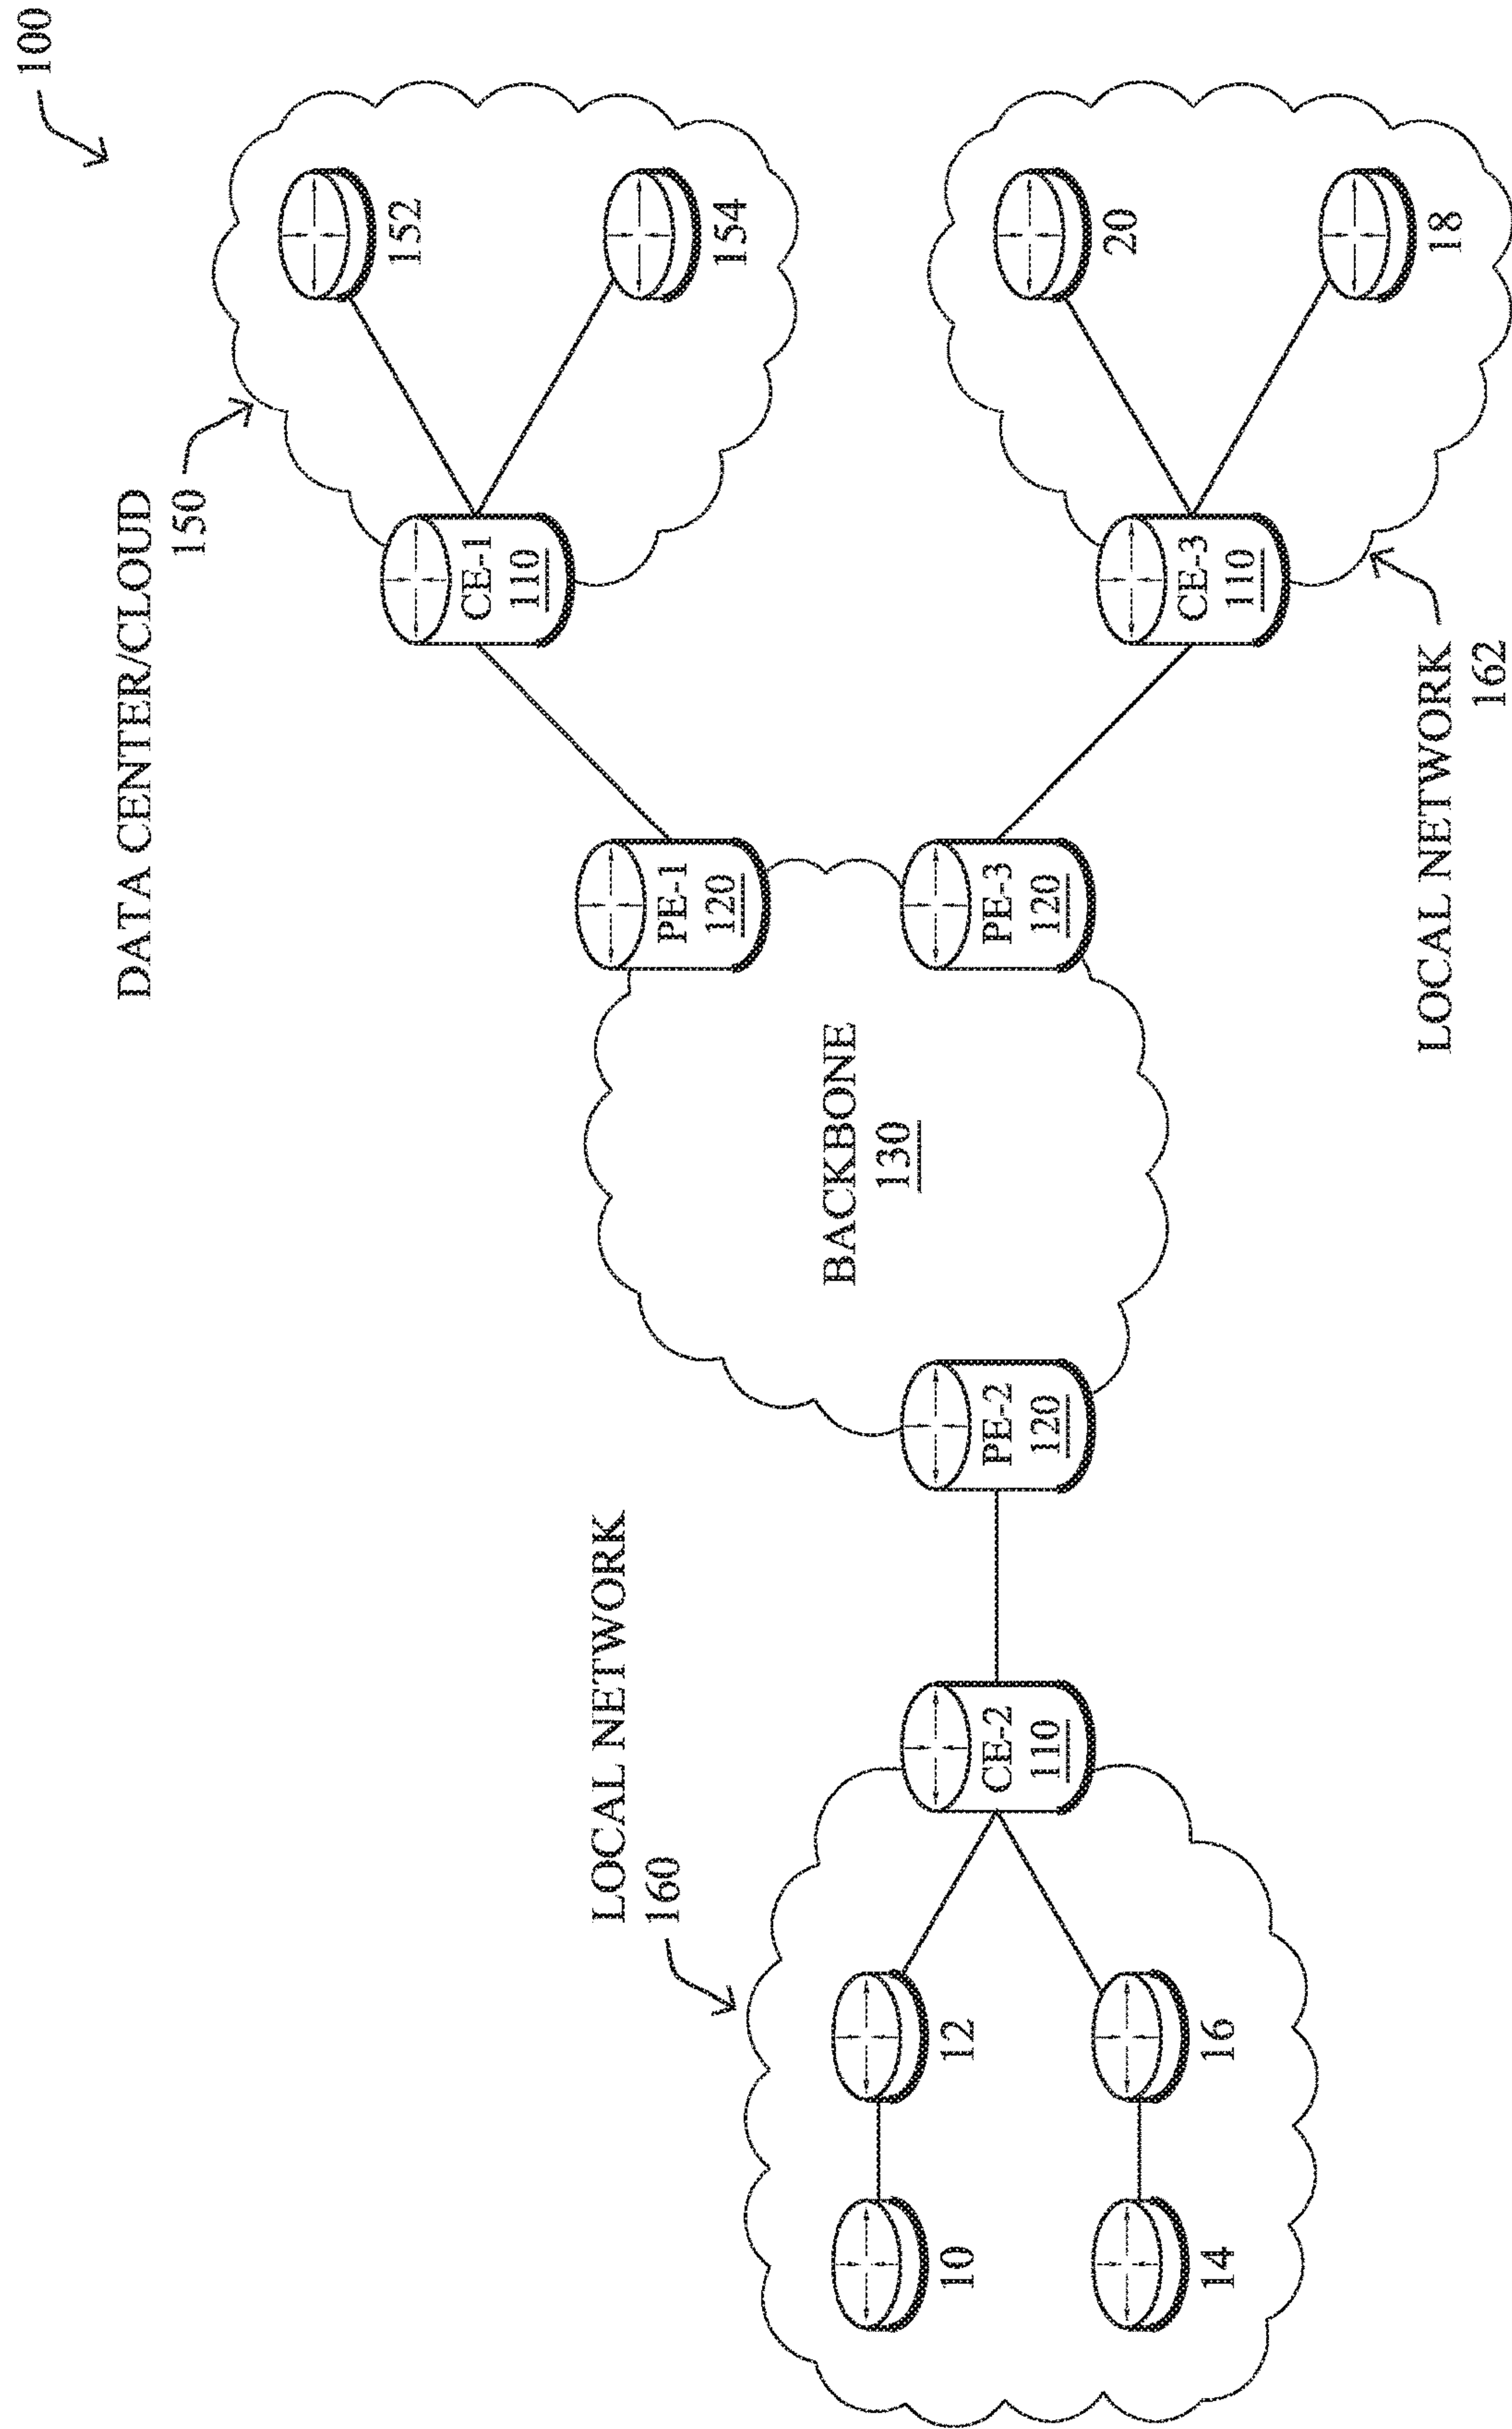 100
DATA CENTER/CLOUD
150
152
154
CE-1
110
PE-1
120
LOCAL NETWORK
160
BACKBONE
130
10
12
14
16
CE-2
110
PE-2
120
PE-3
120
CE-3
110
20
18
LOCAL NETWORK
162